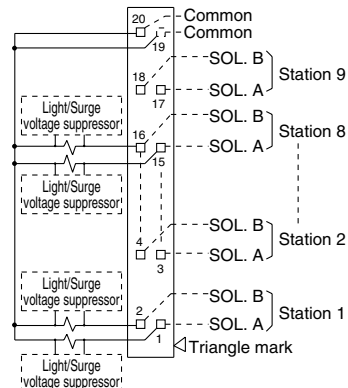 20 Common
Common
19
18 SOL. B
17 SOL. A
Station 9
Light/Surge
voltage suppressor
16 SOL. B
15 SOL. A
Station 8
Light/Surge
voltage suppressor
4 SOL. B
3 SOL. A
Station 2
Light/Surge
voltage suppressor
2 SOL. B
1 SOL. A
Station 1
Triangle mark
Light/Surge
voltage suppressor